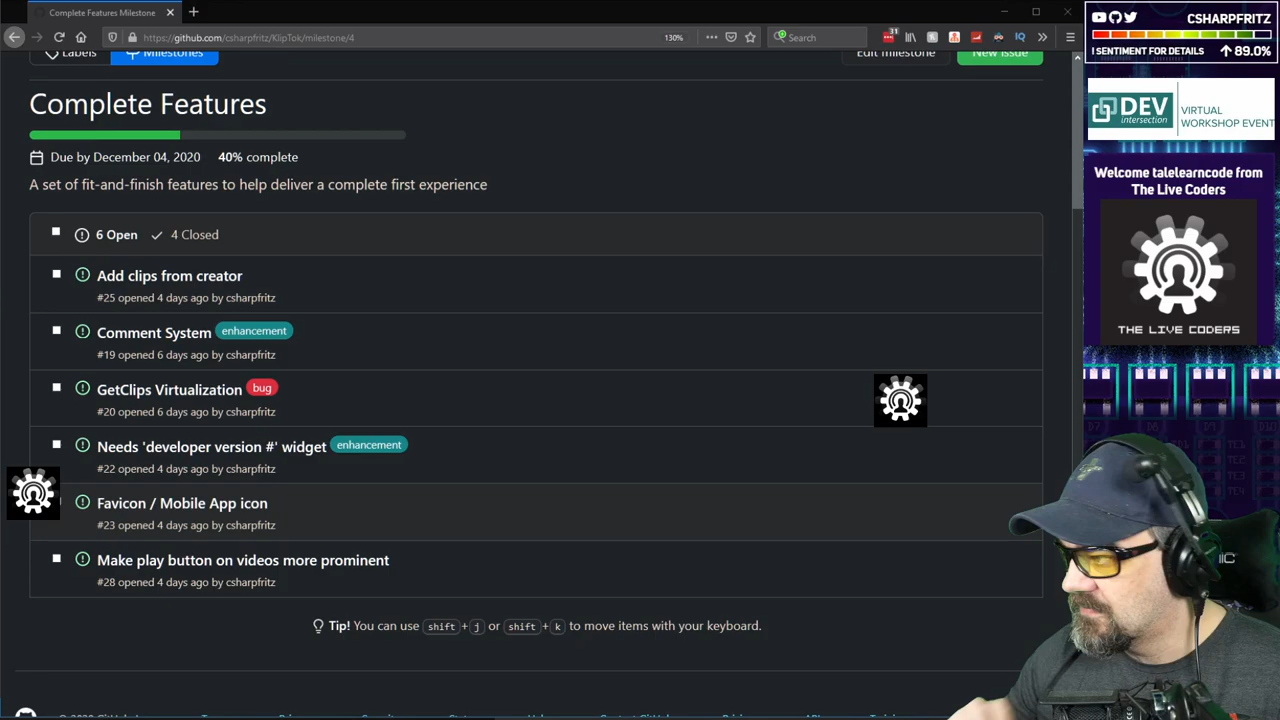 Complete Features Milestone
https://github.com/csharpfritz/KlipTok/milestone/4
130%
Search
31
Labels
Milestones
Edit milestone
New issue
Complete Features
Due by December 04, 2020 40% complete
A set of fit-and-finish features to help deliver a complete first experience
6 Open 4 Closed
Add clips from creator
#25 opened 4 days ago by csharpfritz
Comment System enhancement
#19 opened 6 days ago by csharpfritz
GetClips Virtualization bug
#20 opened 6 days ago by csharpfritz
Needs 'developer version #' widget enhancement
#22 opened 4 days ago by csharpfritz
Favicon / Mobile App icon
#23 opened 4 days ago by csharpfritz
Make play button on videos more prominent
#28 opened 4 days ago by csharpfritz
Tip! You can use shift + j or shift + k to move items with your keyboard.
CSHARPFRITZ
! SENTIMENT FOR DETAILS 89.0%
DEV
intersection
VIRTUAL
WORKSHOP EVENT
Welcome talelearncode from
The Live Coders
THE LIVE CODERS